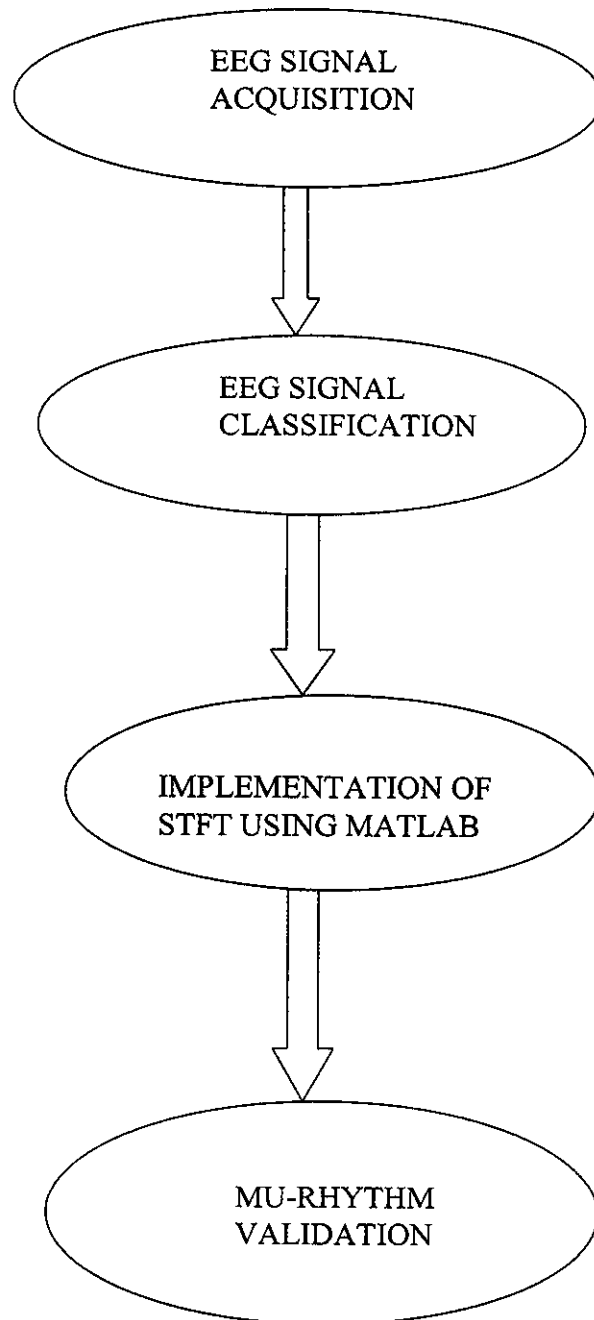 EEG SIGNAL
ACQUISITION
EEG SIGNAL
CLASSIFICATION
IMPLEMENTATION OF
STFT USING MATLAB
MU-RHYTHM
VALIDATION